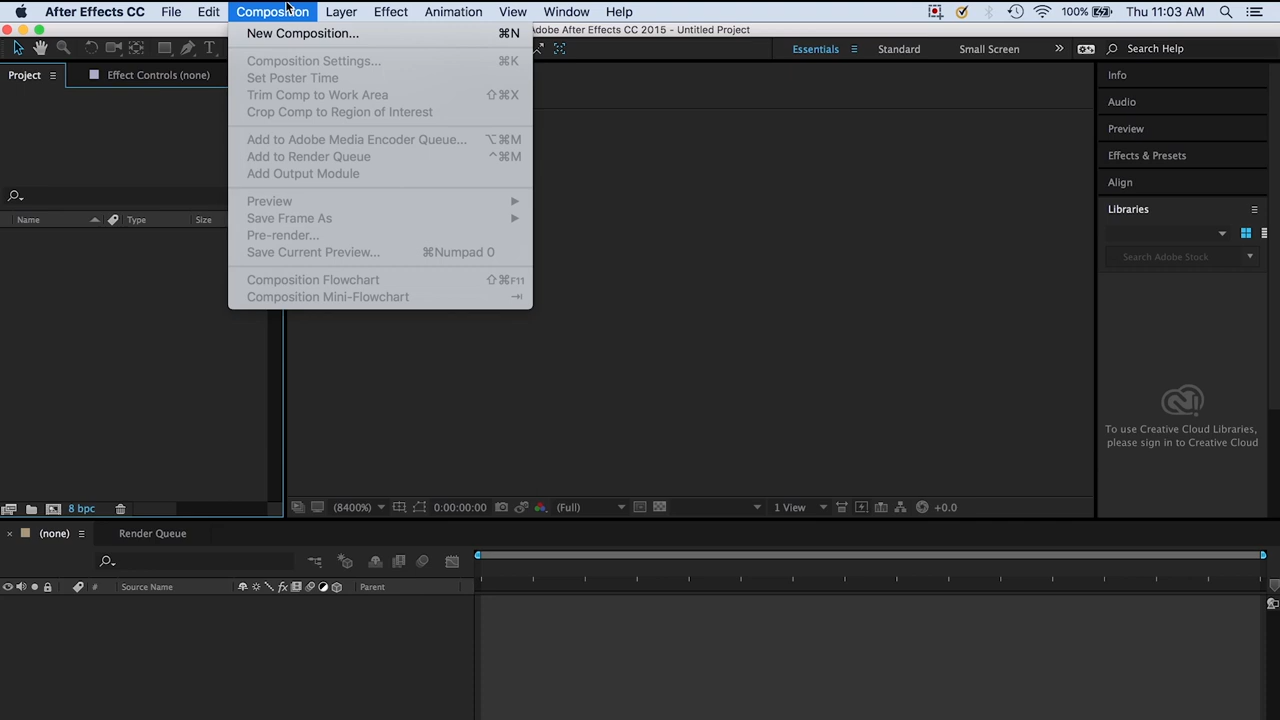 After Effects CC File Edit Composition Layer Effect Animation View Window Help 100% Thu 11:03 AM
Adobe After Effects CC 2015 - Untitled Project
New Composition... ⌘N
T Essentials Standard Small Screen >> Search Help
Composition Settings... ⌘K
Project Effect Controls (none) Info
Set Poster Time
Trim Comp to Work Area ⇧⌘X
Audio
Crop Comp to Region of Interest
Preview
Add to Adobe Media Encoder Queue... ⌥⌘M
Add to Render Queue ^⌘M
Effects & Presets
Add Output Module
Align
Preview
Libraries
Save Frame As
Name Type Size
Pre-render...
Save Current Preview... ⌘Numpad 0
Search Adobe Stock
Composition Flowchart ⇧⌘F11
Composition Mini-Flowchart ⇥
To use Creative Cloud Libraries,
please sign in to Creative Cloud
8 bpc (8400%) 0:00:00:00 (Full) 1 View +0.0
× (none) Render Queue
# Source Name fx Parent